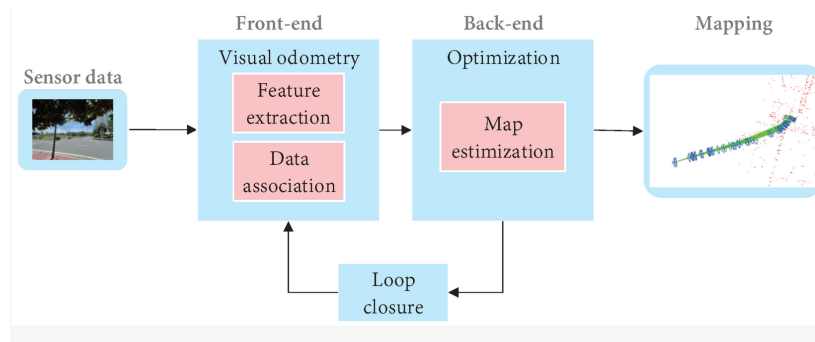 Front-end
Back-end
Mapping
Sensor data
Visual odometry
Optimization
Feature
extraction
Data
association
Map
estimization
Loop
closure